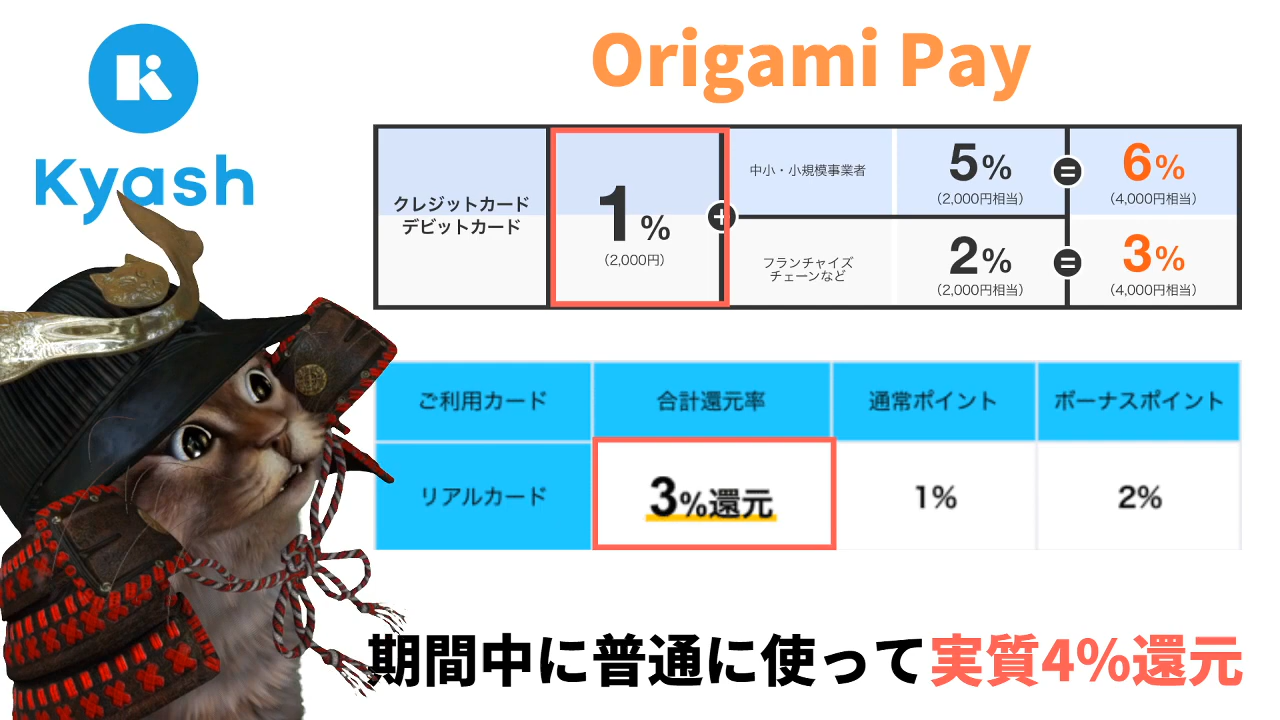 Kyash
Origami Pay
クレジットカード
デビットカード
1%
(2,000円)
+
中小・小規模事業者
5%
(2,000円相当)
=
6%
(4,000円相当)
フランチャイズ
チェーンなど
2%
(2,000円相当)
=
3%
(4,000円相当)
ご利用カード
合計還元率
通常ポイント
ボーナスポイント
リアルカード
3%還元
1%
2%
期間中に普通に使って実質4%還元